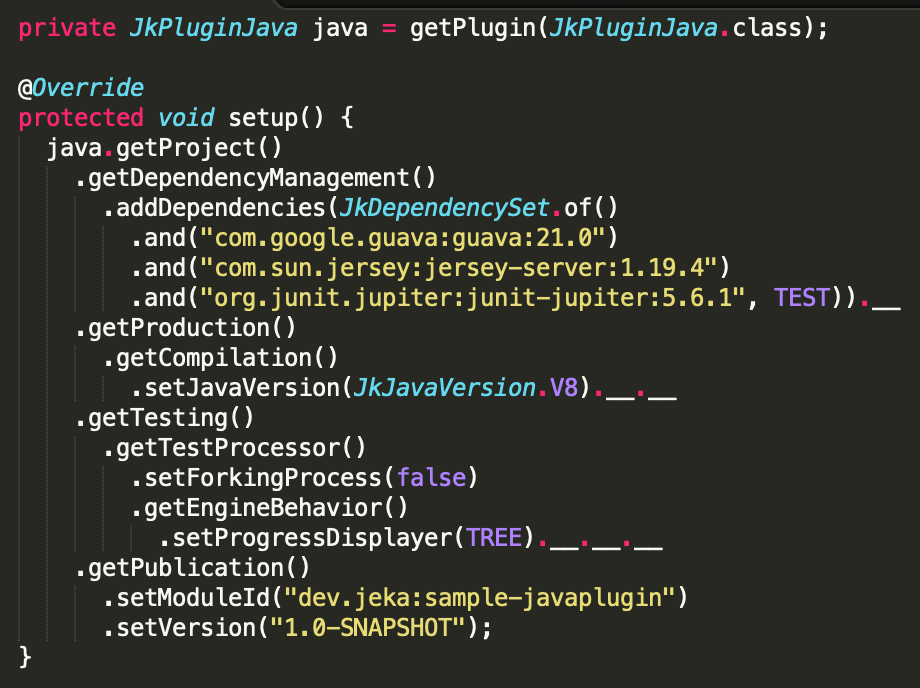 private JkPluginJava java = getPlugin(JkPluginJava.class);
@Override
protected void setup() {
java.getProject()
.getDependencyManagement()
.addDependencies(JkDependencySet.of()
.and("com.google.guava:guava:21.0")
.and("com.sun.jersey:jersey-server:1.19.4")
.and("org.junit.jupiter:junit-jupiter:5.6.1", TEST)).__
.getProduction()
.getCompilation()
.setJavaVersion(JkJavaVersion.V8).__.__
.getTesting()
.getTestProcessor()
.setForkingProcess(false)
.getEngineBehavior()
.setProgressDisplayer(TREE).__.__.__
.getPublication()
.setModuleId("dev.jeka:sample-javaplugin")
.setVersion("1.0-SNAPSHOT");
}